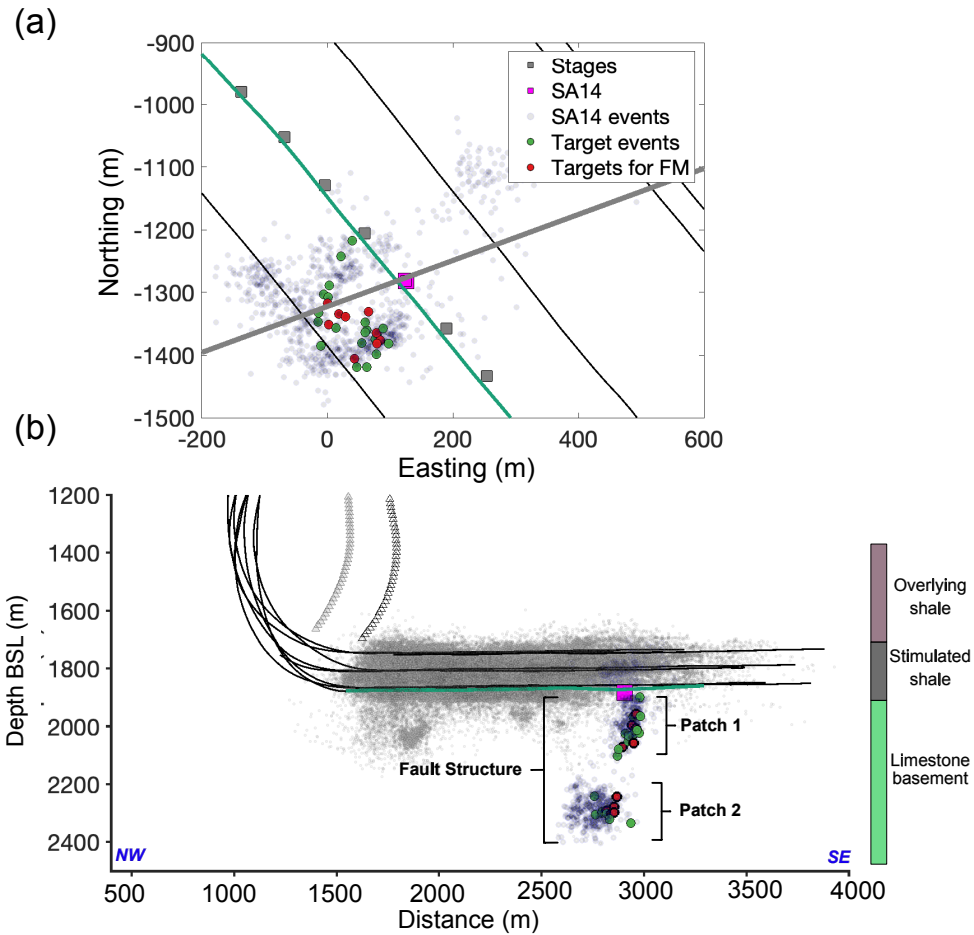 (a)
-900
-1000
-1100
-1200
-1300
-1400
-1500
Northing (m)
-200
0
200
400
600
Easting (m)
Stages
SA14
SA14 events
Target events
Targets for FM
(b)
1200
1400
1600
1800
2000
2200
2400
Depth BSL (m)
Fault Structure
Patch 1
Patch 2
NW
SE
500
1000
1500
2000
2500
3000
3500
4000
Distance (m)
Overlying
shale
Stimulated
shale
Limestone
basement